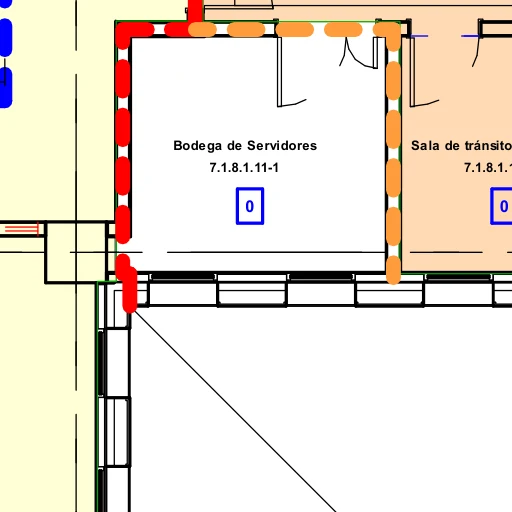 Bodega de Servidores
7.1.8.1.11-1
0
Sala de tránsito
7.1.8.1.1
0